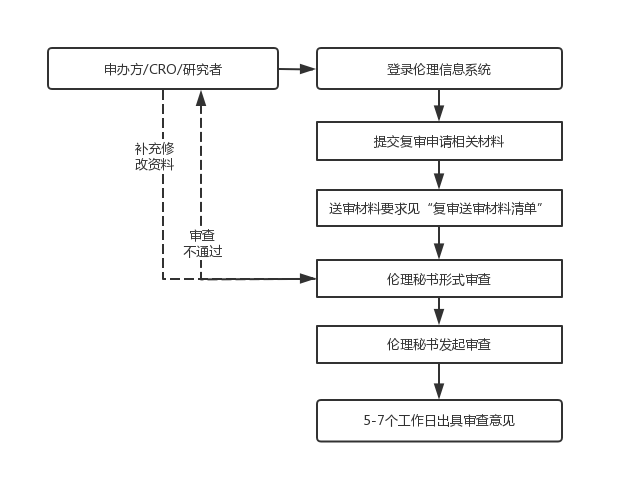 申办方/CRO/研究者
登录伦理信息系统
提交复审申请相关材料
补充修
改资料
送审材料要求见“复审送审材料清单”
审查
不通过
伦理秘书形式审查
伦理秘书发起审查
5-7个工作日出具审查意见